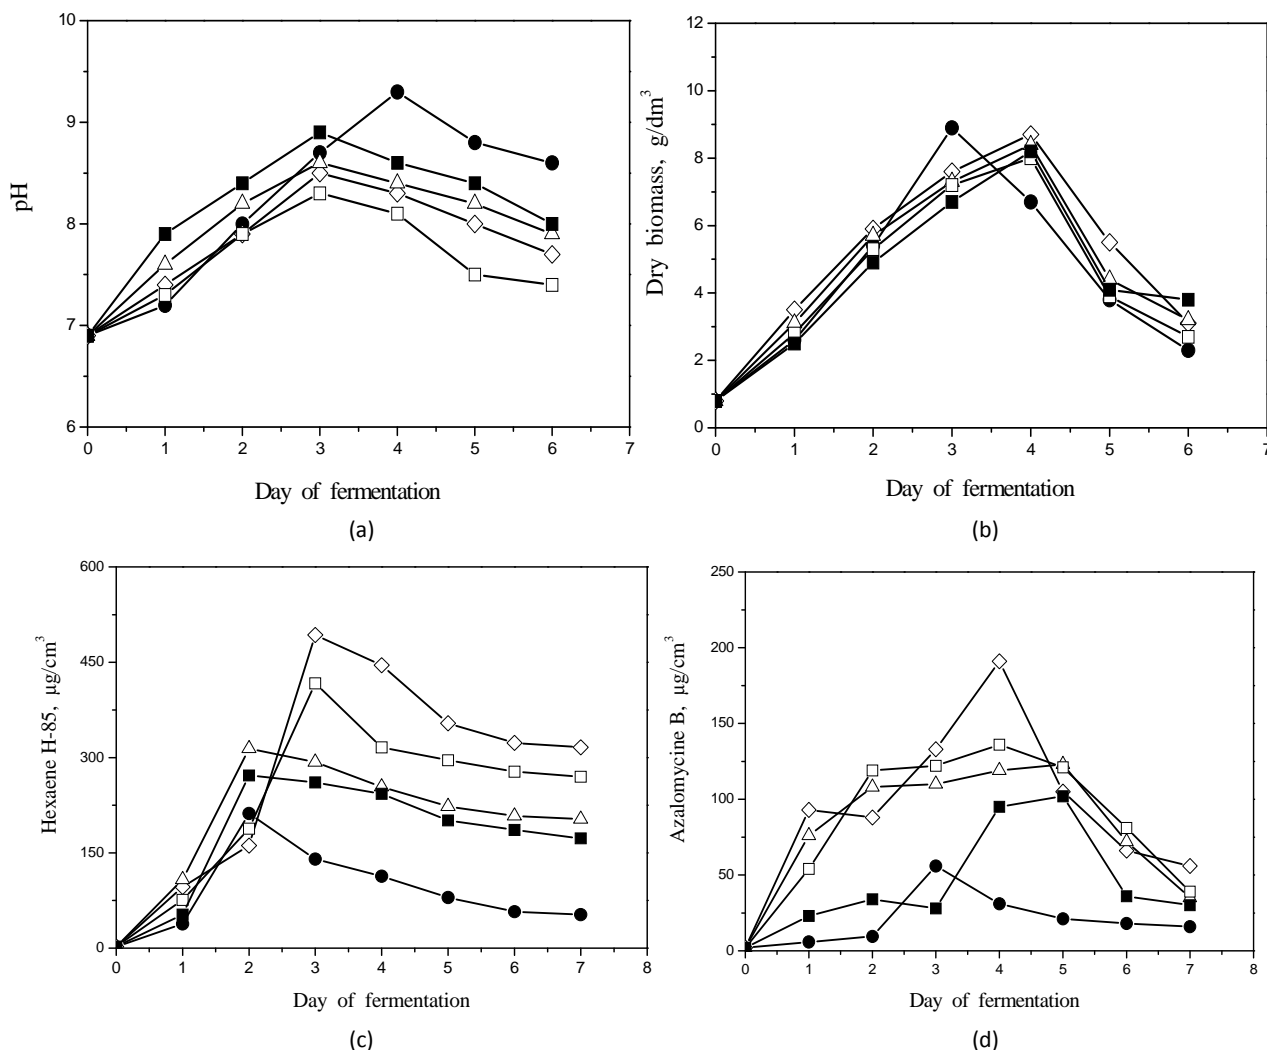 10
9
8
7
6
pH
0 1 2 3 4 5 6 7
Day of fermentation
(a)
12
10
8
6
4
2
0
Dry biomass, g/dm³
0 1 2 3 4 5 6 7
Day of fermentation
(b)
600
450
300
150
0
Hexaene H-85, µg/cm³
0 1 2 3 4 5 6 7 8
Day of fermentation
(c)
250
200
150
100
50
0
Azalomycine B, µg/cm³
0 1 2 3 4 5 6 7 8
Day of fermentation
(d)